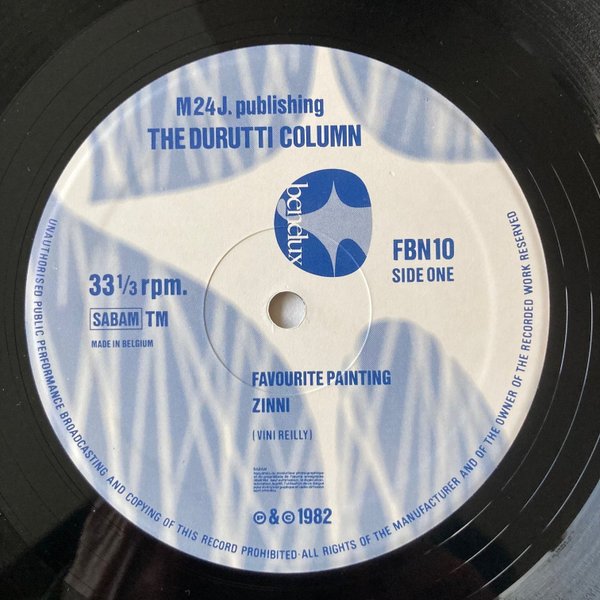 M24J. publishing
THE DURUTTI COLUMN
benelux
FBN10
SIDE ONE
33 1/3 rpm.
SABAM TM
MADE IN BELGIUM
FAVOURITE PAINTING
ZINNI
(VINI REILLY)
℗ & © 1982
UNAUTHORISED PUBLIC PERFORMANCE BROADCASTING AND COPYING OF THIS RECORD PROHIBITED·ALL RIGHTS OF THE MANUFACTURER AND OF THE OWNER OF THE RECORDED WORK RESERVED